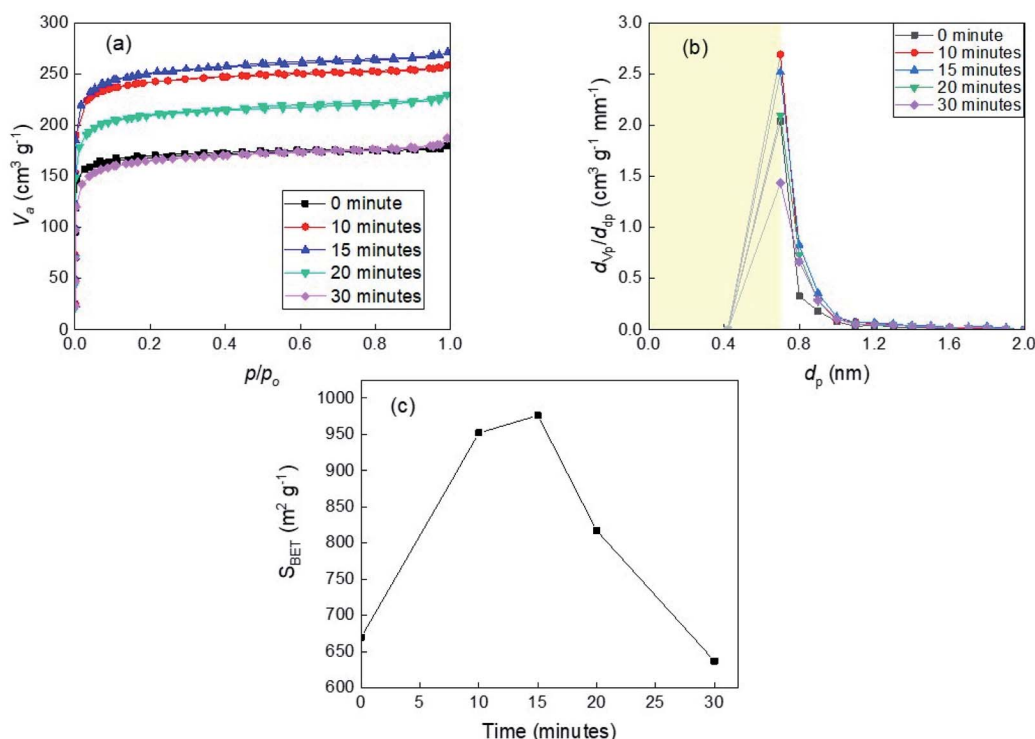 (a)
300
250
200
150
100
50
0
Va (cm3 g-1)
0 minute
10 minutes
15 minutes
20 minutes
30 minutes
0.0 0.2 0.4 0.6 0.8 1.0
p/po
(b)
3.0
2.5
2.0
1.5
1.0
0.5
0.0
dVp/ddp (cm3 g-1 mm-1)
0 minute
10 minutes
15 minutes
20 minutes
30 minutes
0.0 0.4 0.8 1.2 1.6 2.0
dp (nm)
(c)
1000
950
900
850
800
750
700
650
600
SBET (m2 g-1)
0 5 10 15 20 25 30
Time (minutes)